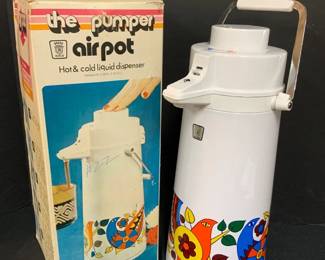 the pumper
airpot
Hot & cold liquid dispenser